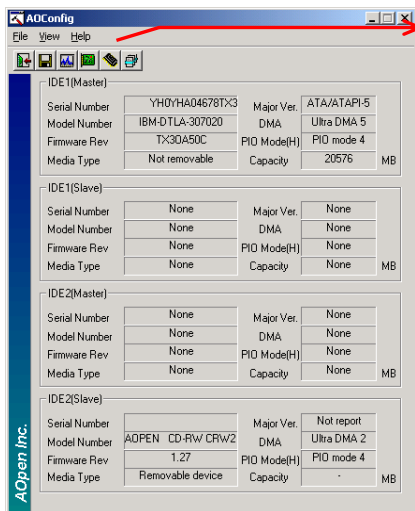 AOConfig
File View Help
IDE1(Master)
Serial Number YH0YHA04678TX3 Major Ver. ATA/ATAPI-5
Model Number IBM-DTLA-307020 DMA Ultra DMA 5
Firmware Rev TX3OA50C PIO Mode(H) PIO mode 4
Media Type Not removable Capacity 20576 MB
IDE1(Slave)
Serial Number None Major Ver. None
Model Number None DMA None
Firmware Rev None PIO Mode(H) None
Media Type None Capacity None MB
IDE2(Master)
Serial Number None Major Ver. None
Model Number None DMA None
Firmware Rev None PIO Mode(H) None
Media Type None Capacity None MB
IDE2(Slave)
Serial Number Major Ver. Not report
Model Number AOPEN CD-RW CRW2 DMA Ultra DMA 2
Firmware Rev 1.27 PIO Mode(H) PIO mode 4
Media Type Removable device Capacity - MB
AOpen Inc.